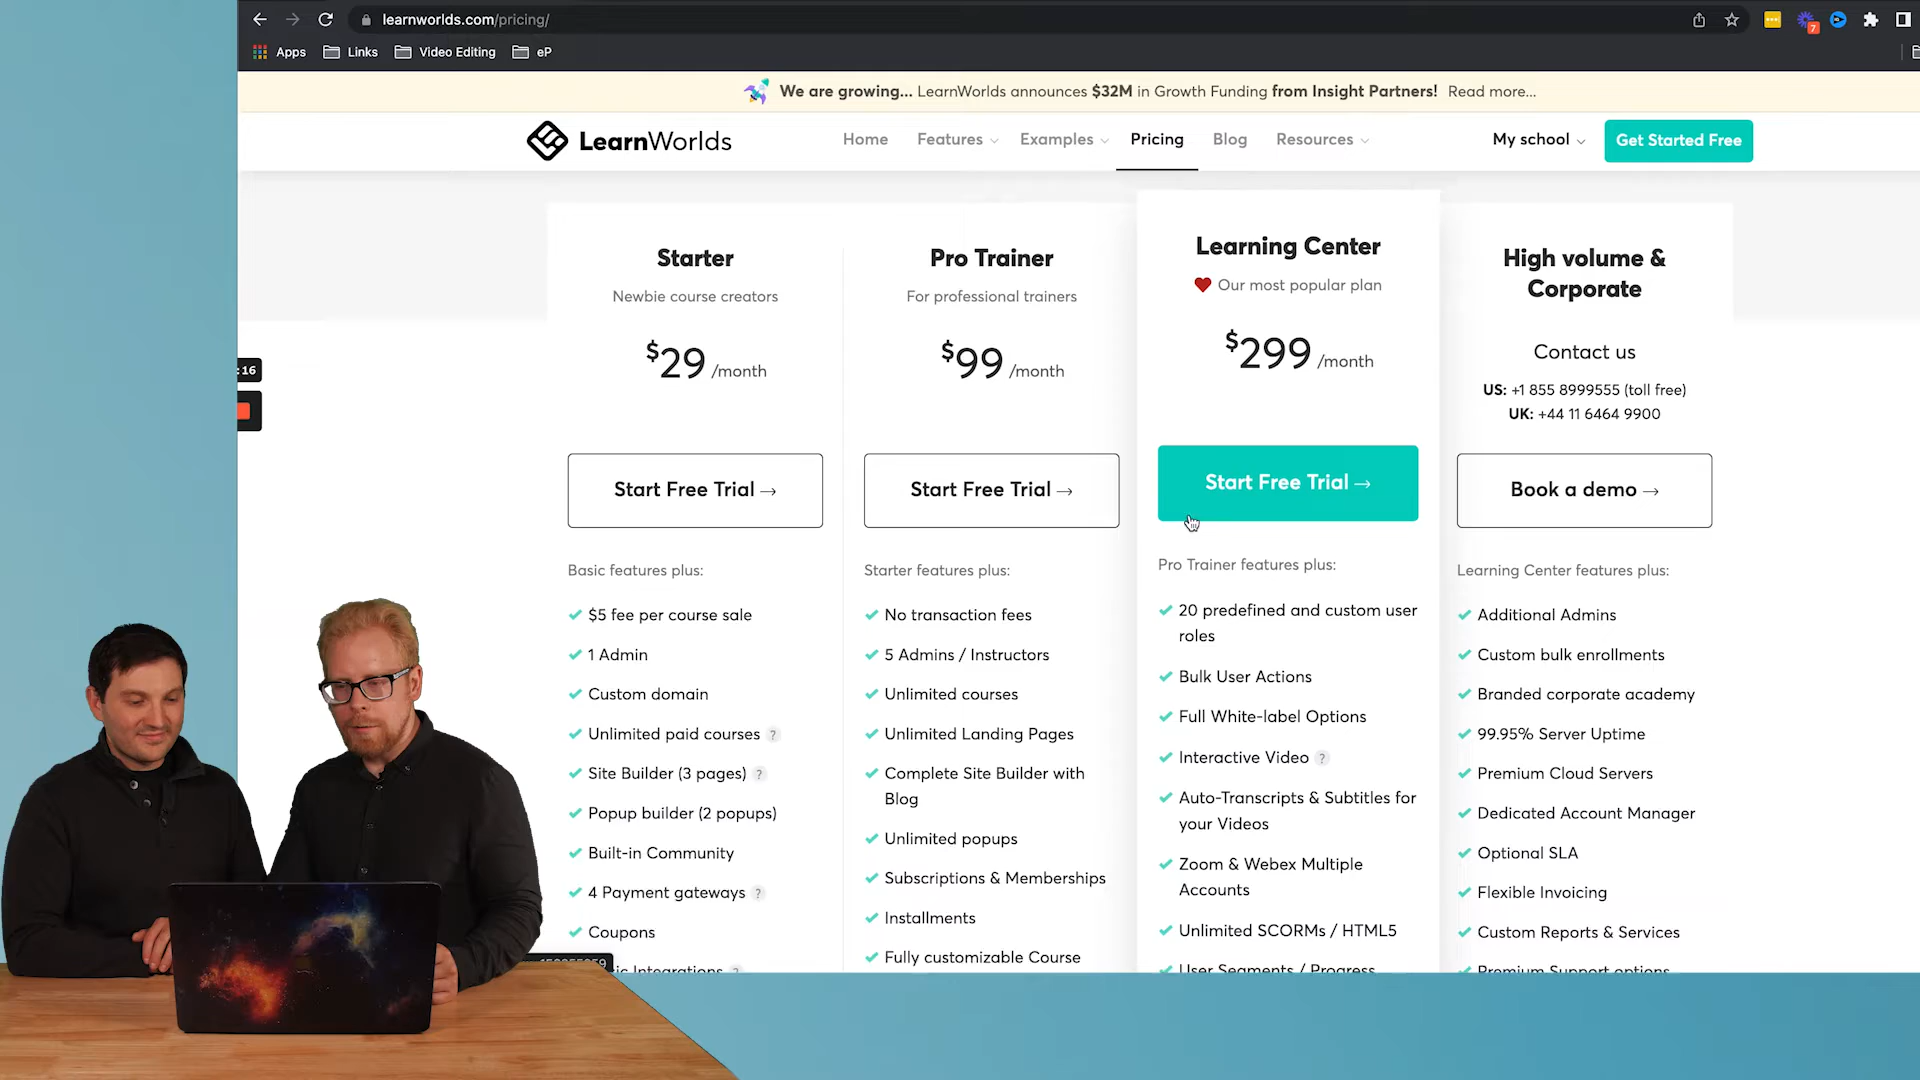 learnworlds.com/pricing/
7
Apps
Links
Video Editing
eP
We are growing... LearnWorlds announces $32M in Growth Funding from Insight Partners! Read more...
LearnWorlds
Home
Features
Examples
Pricing
Blog
Resources
My school
Get Started Free
Starter
Newbie course creators
$29 /month
Start Free Trial →
Basic features plus:
$5 fee per course sale
1 Admin
Custom domain
Unlimited paid courses ?
Site Builder (3 pages) ?
Popup builder (2 popups)
Built-in Community
4 Payment gateways ?
Coupons
Integrations ?
Pro Trainer
For professional trainers
$99 /month
Start Free Trial →
Starter features plus:
No transaction fees
5 Admins / Instructors
Unlimited courses
Unlimited Landing Pages
Complete Site Builder with
Blog
Unlimited popups
Subscriptions & Memberships
Installments
Fully customizable Course
Learning Center
Our most popular plan
$299 /month
Start Free Trial →
Pro Trainer features plus:
20 predefined and custom user
roles
Bulk User Actions
Full White-label Options
Interactive Video ?
Auto-Transcripts & Subtitles for
your Videos
Zoom & Webex Multiple
Accounts
Unlimited SCORMs / HTML5
User Segments / Progress
High volume &
Corporate
Contact us
US: +1 855 8999555 (toll free)
UK: +44 11 6464 9900
Book a demo →
Learning Center features plus:
Additional Admins
Custom bulk enrollments
Branded corporate academy
99.95% Server Uptime
Premium Cloud Servers
Dedicated Account Manager
Optional SLA
Flexible Invoicing
Custom Reports & Services
Premium Support options
:16